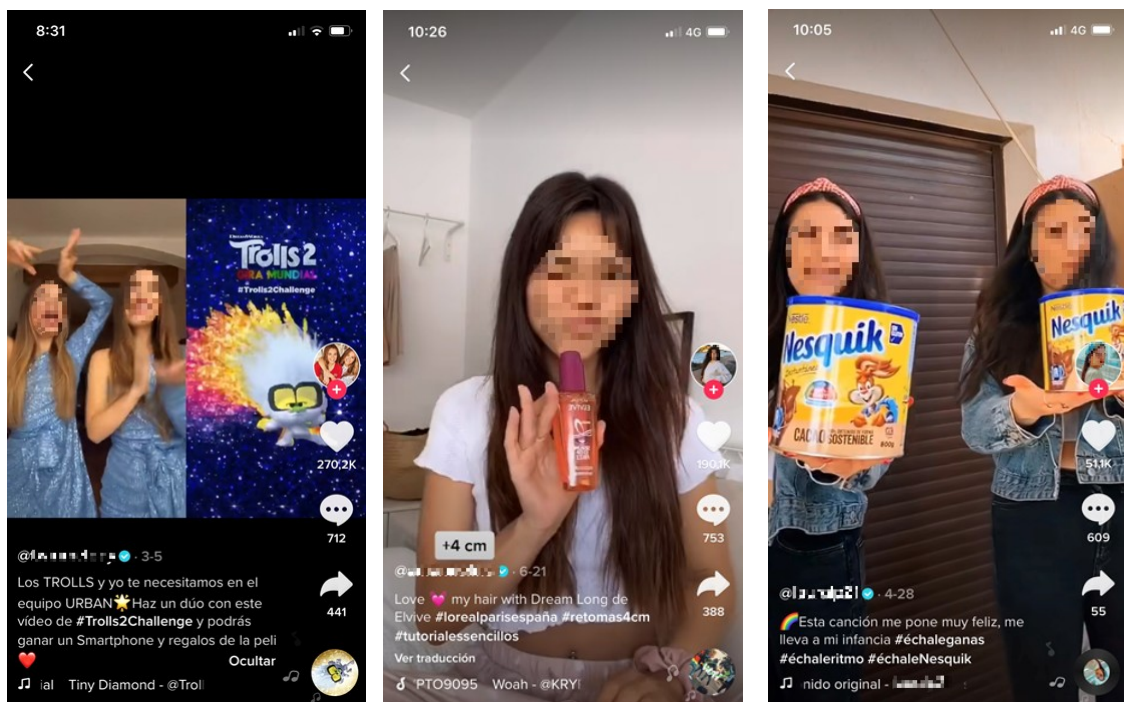 8:31
Trolls 2
GIRA MUNDIAL
#Trolls2Challenge
270,2K
712
· 3-5
Los TROLLS y yo te necesitamos en el
equipo URBAN🌟Haz un dúo con este
vídeo de #Trolls2Challenge y podrás
ganar un Smartphone y regalos de la peli
❤️ Ocultar
441
ial Tiny Diamond - @Trol
10:26
4G
ELVIVE
190,1K
753
+4 cm
· 6-21
Love 💓 my hair with Dream Long de
Elvive #lorealparisespaña #retomas4cm
#tutorialessencillos
388
Ver traducción
PTO9095 Woah - @KRY
10:05
4G
Nestlé
Nesquik
CACAO SOSTENIBLE
800g
Nesquik
51,1K
609
· 4-28
🌈Esta canción me pone muy feliz, me
lleva a mi infancia #échaleganas
#échaleritmo #échaleNesquik
55
nido original -